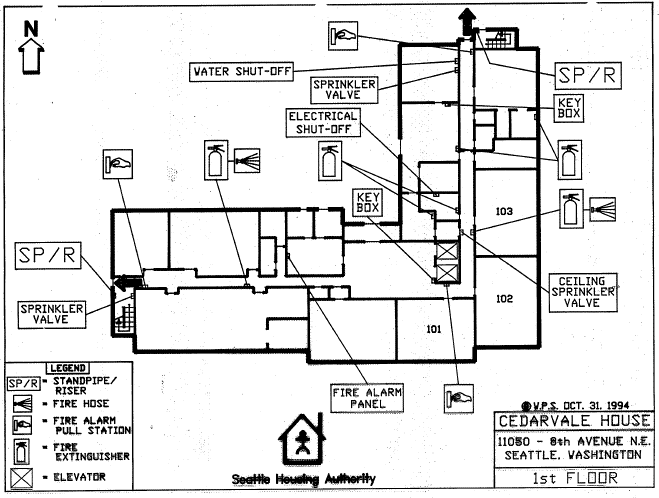 N
WATER SHUT-OFF
SPRINKLER
VALVE
SP/R
KEY
BOX
ELECTRICAL
SHUT-OFF
KEY
BOX
103
SP/R
SPRINKLER
VALVE
CEILING
SPRINKLER
VALVE
102
101
FIRE ALARM
PANEL
LEGEND
SP/R = STANDPIPE/
RISER
= FIRE HOSE
= FIRE ALARM
PULL STATION
= FIRE
EXTINGUISHER
= ELEVATOR
Seattle Housing Authority
© V.P.S. OCT. 31, 1994
CEDARVALE HOUSE
11050 - 8th AVENUE N.E.
SEATTLE, WASHINGTON
1st FLOOR